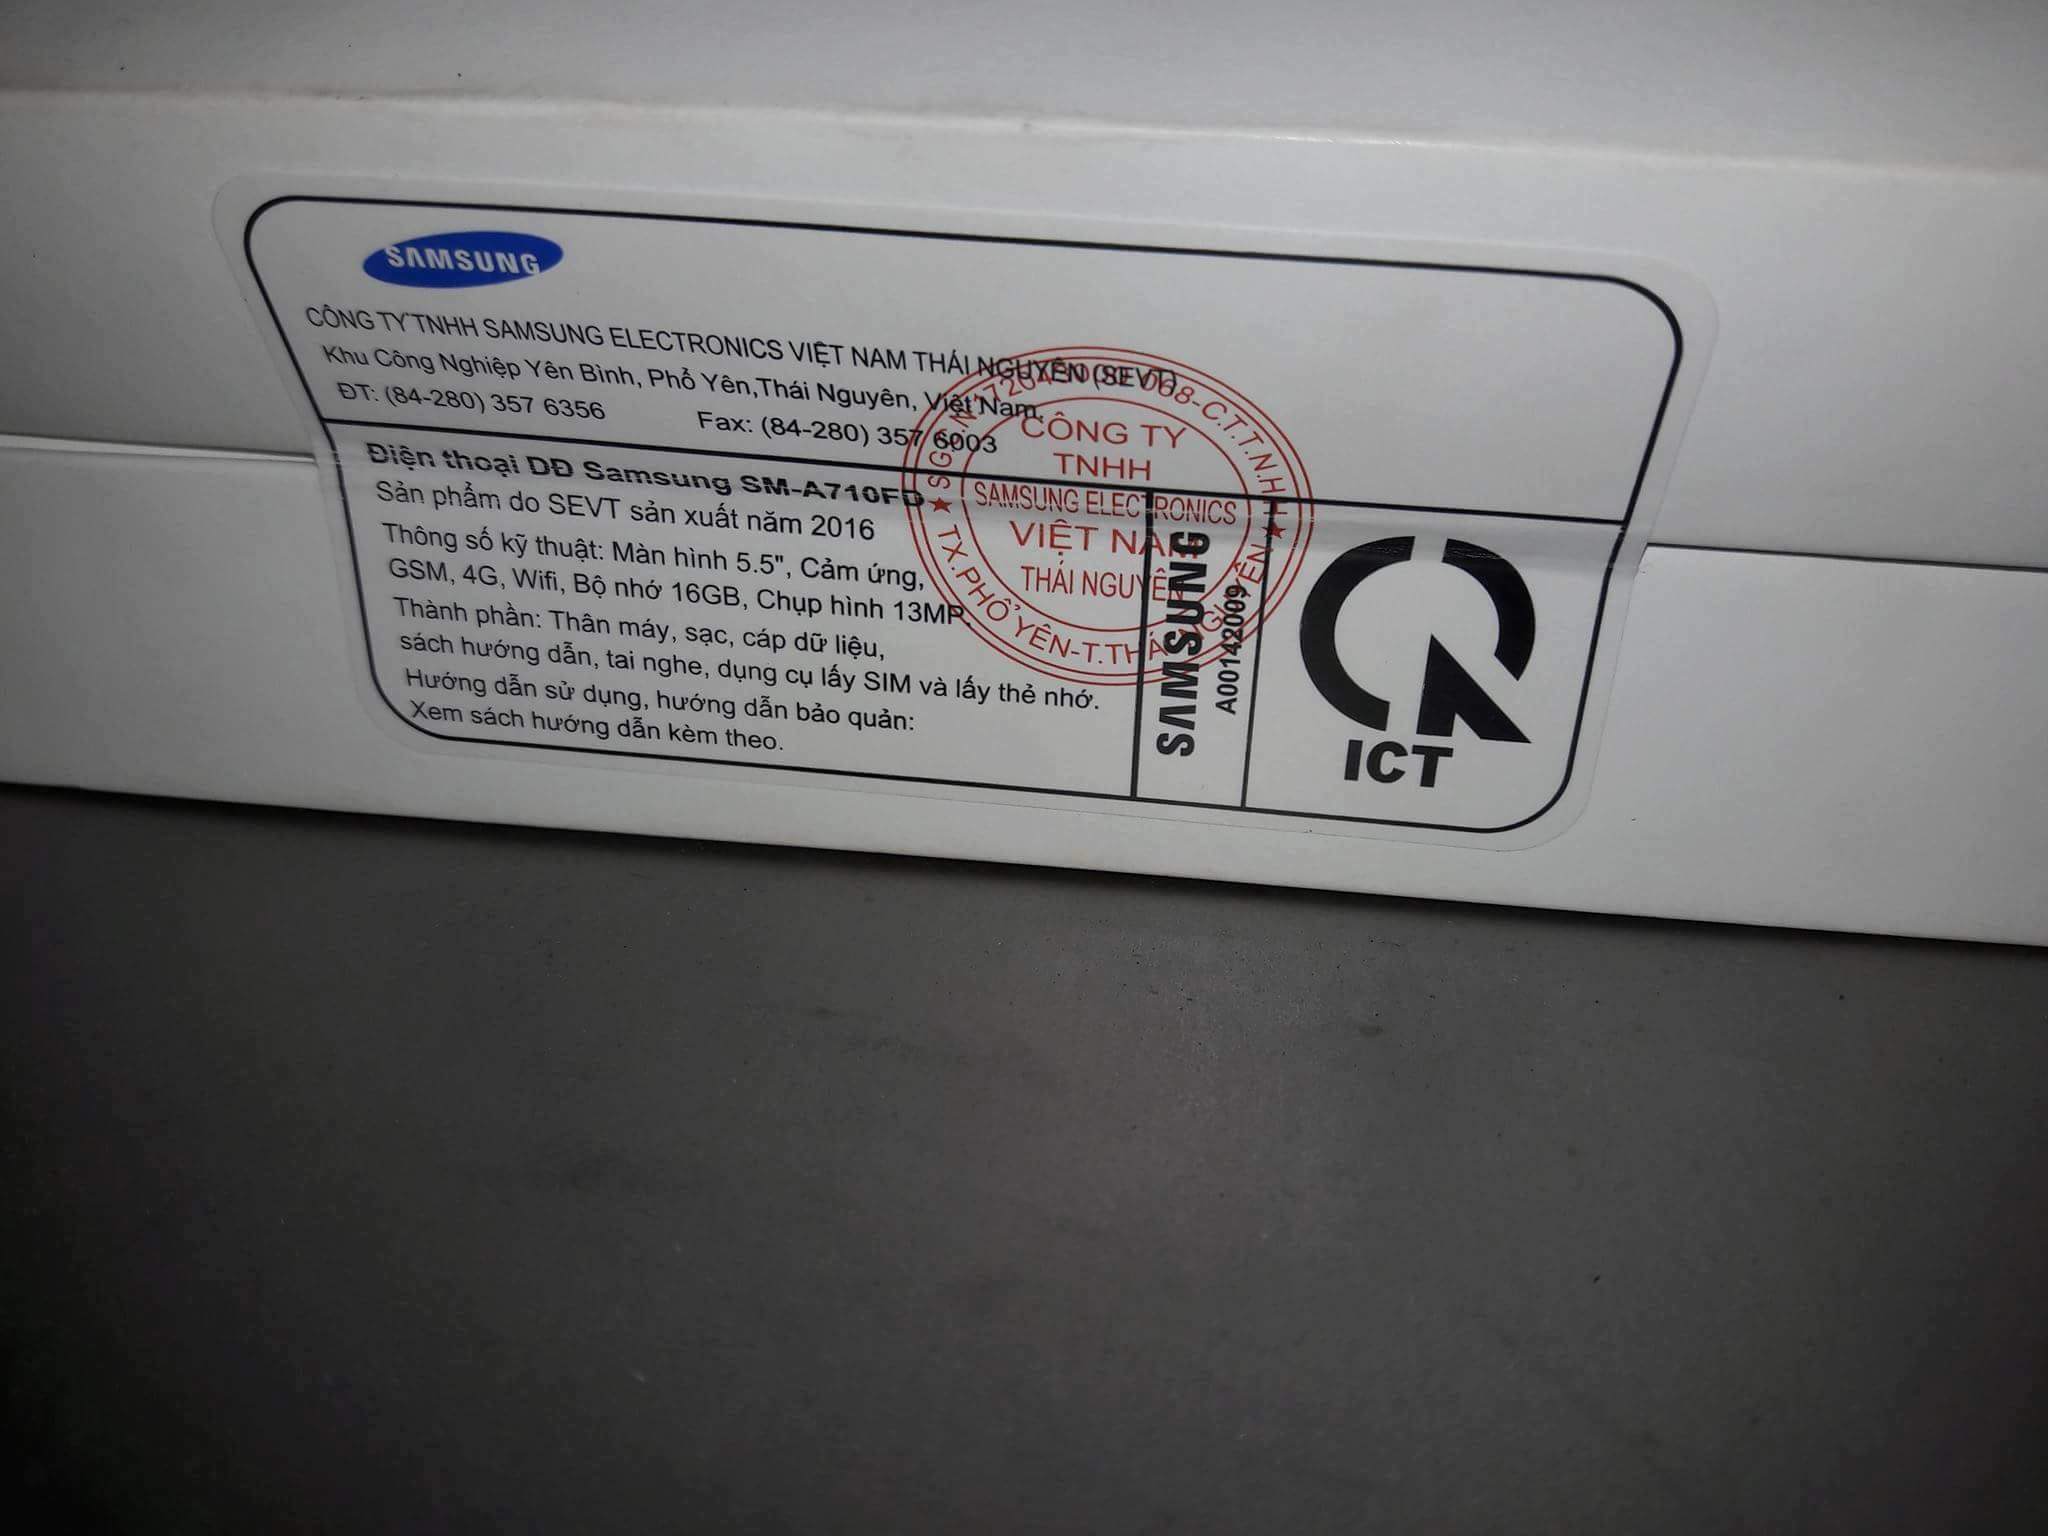 SAMSUNG
CÔNG TY TNHH SAMSUNG ELECTRONICS VIỆT NAM THÁI NGUYÊN (SEVT)
Khu Công Nghiệp Yên Bình, Phổ Yên,Thái Nguyên, Việt Nam.
ĐT: (84-280) 357 6356 Fax: (84-280) 357 6003
Điện thoại DĐ Samsung SM-A710FD
Sản phẩm do SEVT sản xuất năm 2016
Thông số kỹ thuật: Màn hình 5.5", Cảm ứng,
GSM, 4G, Wifi, Bộ nhớ 16GB, Chụp hình 13MP.
Thành phần: Thân máy, sạc, cáp dữ liệu,
sách hướng dẫn, tai nghe, dụng cụ lấy SIM và lấy thẻ nhớ.
Hướng dẫn sử dụng, hướng dẫn bảo quản:
Xem sách hướng dẫn kèm theo.
C.T.T.N.H.H
CÔNG TY
TNHH
SAMSUNG ELECTRONICS
VIỆT NAM
THÁI NGUYÊN
TX.PHỔ YÊN-T.THÁI NGUYÊN
SAMSUNG
A00142009
ICT